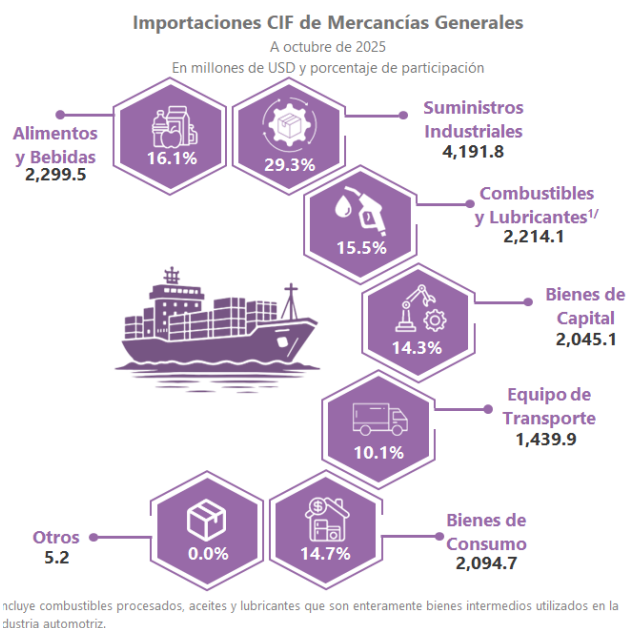 Importaciones CIF de Mercancías Generales
A octubre de 2025
En millones de USD y porcentaje de participación
Alimentos
y Bebidas
2,299.5
16.1%
29.3%
Suministros
Industriales
4,191.8
15.5%
Combustibles
y Lubricantes1/
2,214.1
14.3%
Bienes de
Capital
2,045.1
10.1%
Equipo de
Transporte
1,439.9
Otros
5.2
0.0%
14.7%
Bienes de
Consumo
2,094.7
ncluye combustibles procesados, aceites y lubricantes que son enteramente bienes intermedios utilizados en la
dustria automotriz.